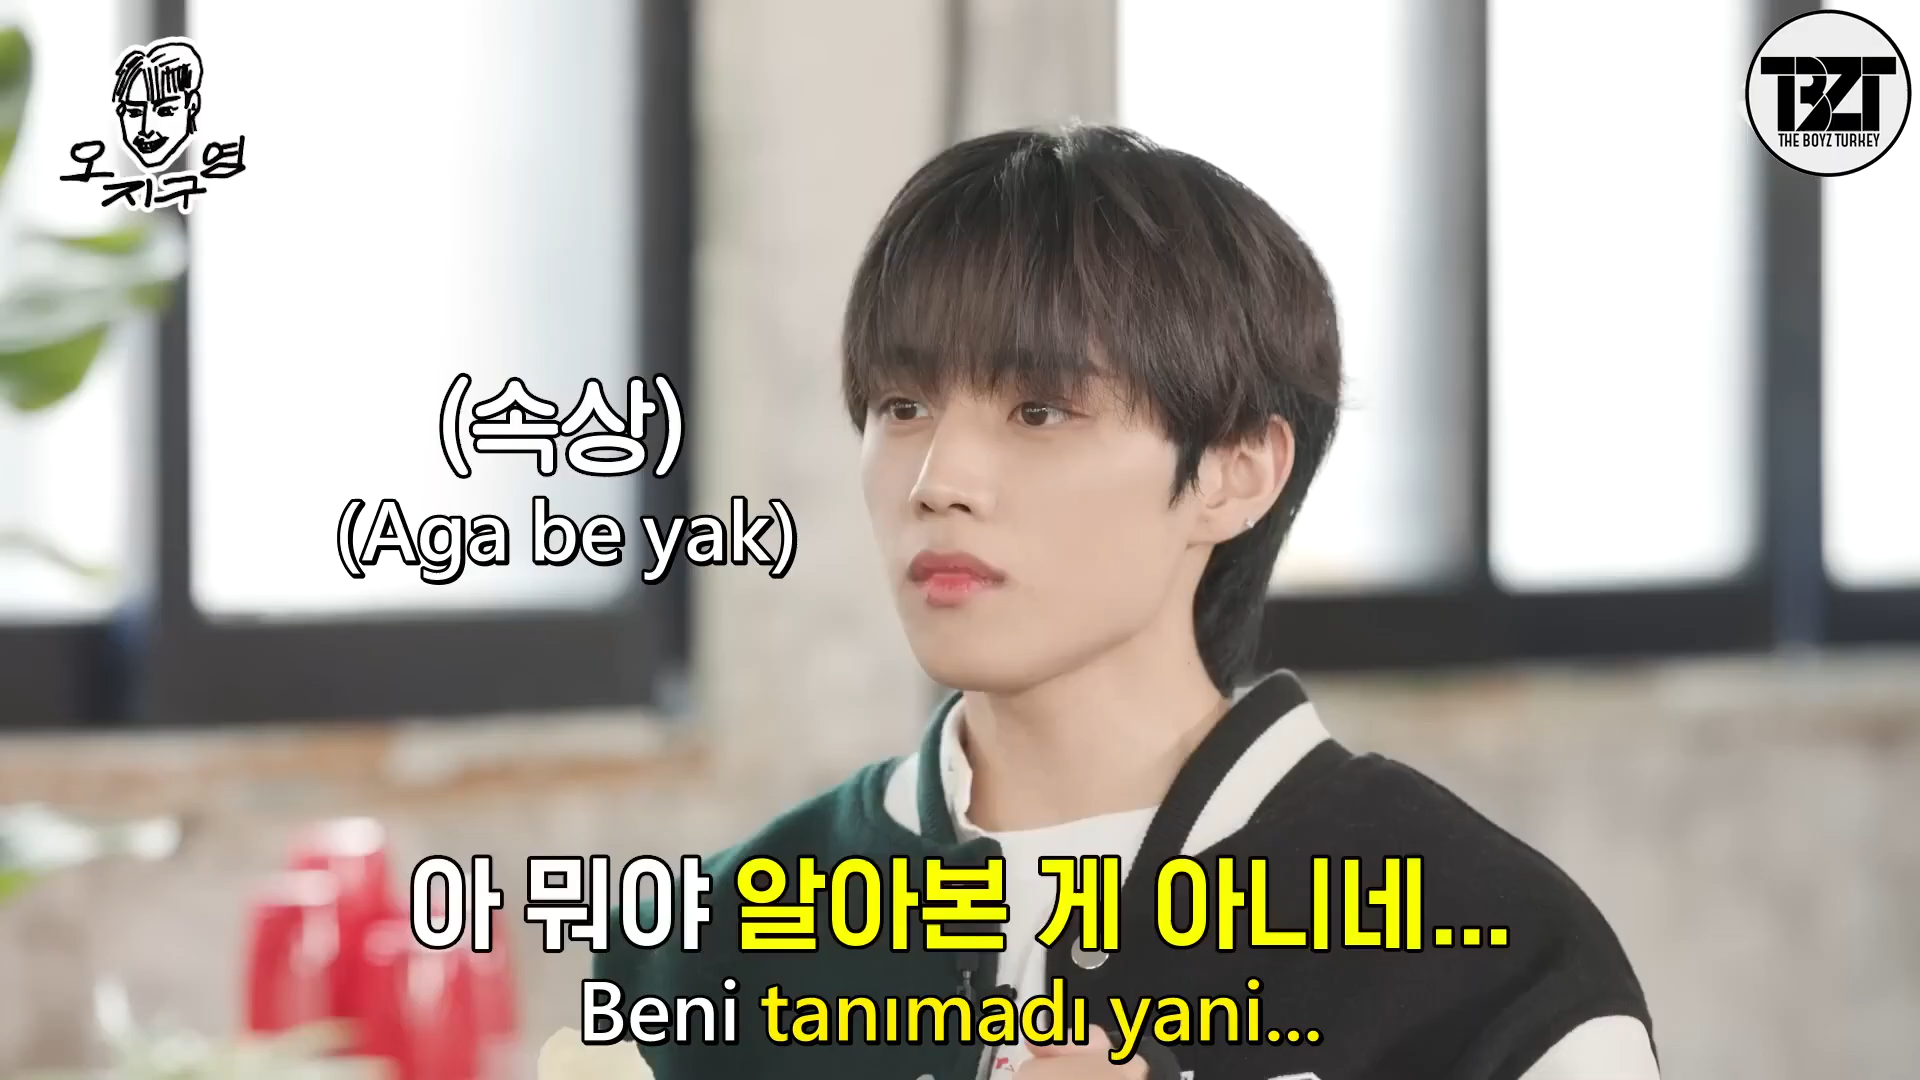 오 지구 영
TBZT
THE BOYZ TURKEY
(속상)
(Aga be yak)
아 뭐야 알아본 게 아니네...
Beni tanımadı yani...